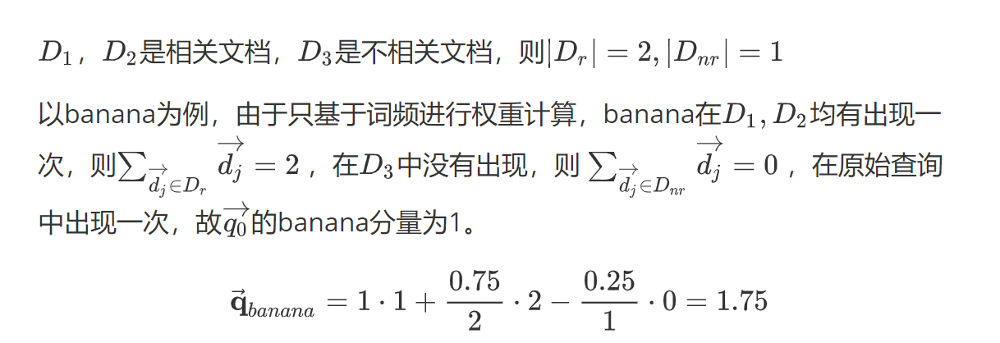 $D_1$，$D_2$是相关文档，$D_3$是不相关文档，则$|D_r| = 2, |D_{nr}| = 1$
以banana为例，由于只基于词频进行权重计算，banana在$D_1, D_2$均有出现一
次，则$\sum_{\overrightarrow{d_j} \in D_r} \overrightarrow{d_j} = 2$，在$D_3$中没有出现，则$\sum_{\overrightarrow{d_j} \in D_{nr}} \overrightarrow{d_j} = 0$，在原始查询
中出现一次，故$\overrightarrow{q_0}$的banana分量为1。
$\vec{\mathbf{q}}_{banana} = 1 \cdot 1 + \frac{0.75}{2} \cdot 2 - \frac{0.25}{1} \cdot 0 = 1.75$